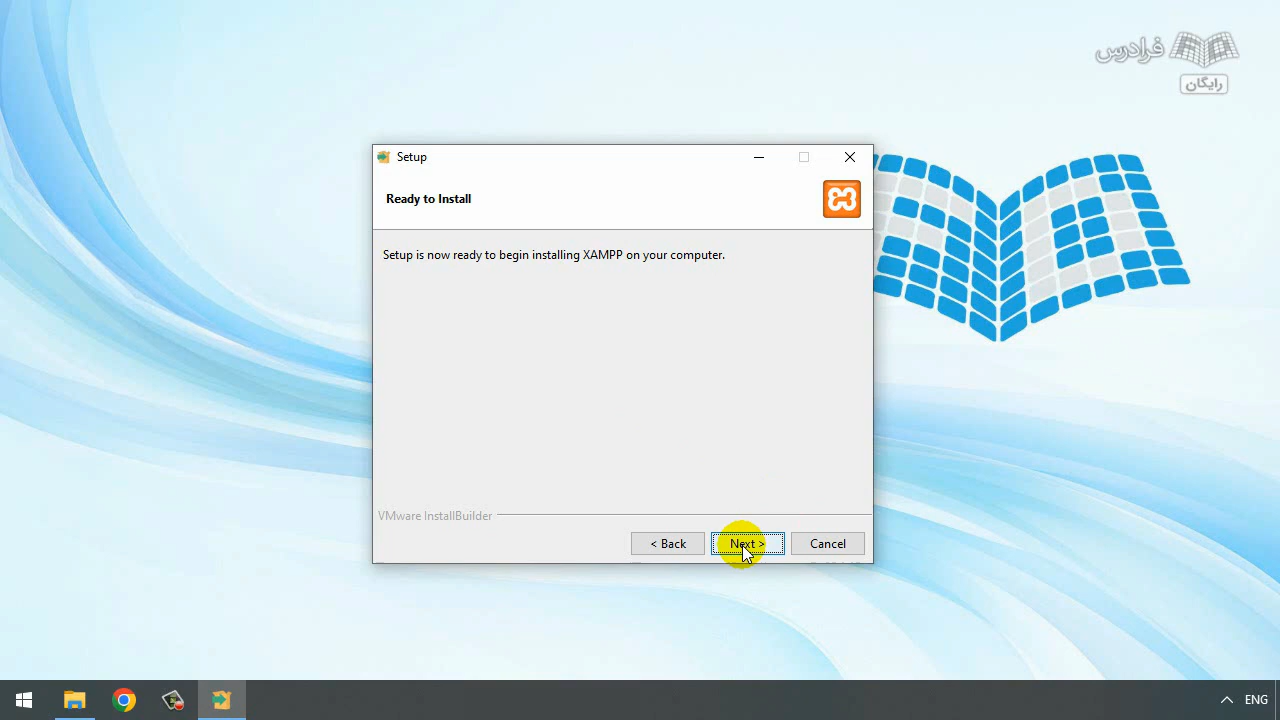 فرادرس
رایگان
Setup
Ready to Install
Setup is now ready to begin installing XAMPP on your computer.
VMware InstallBuilder
< Back
Next >
Cancel
ENG